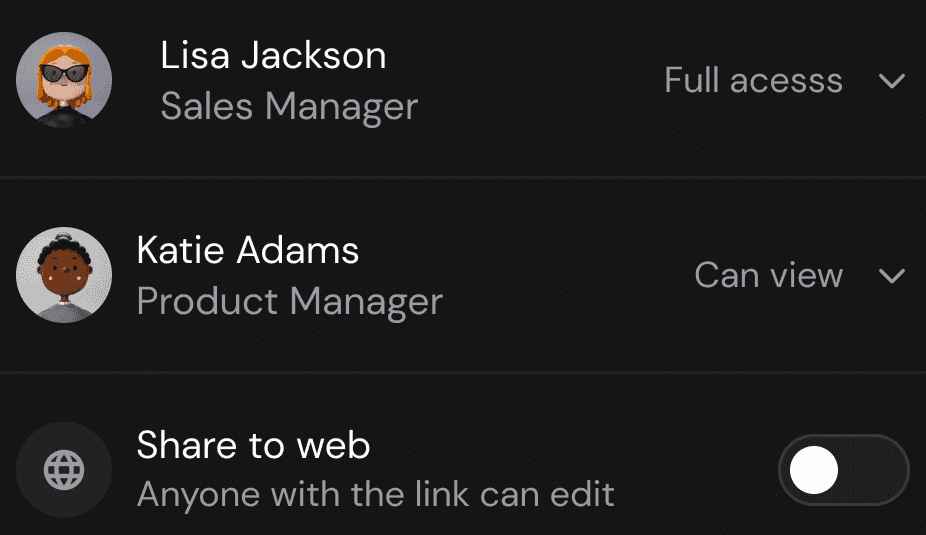 Lisa Jackson
Sales Manager
Full acesss
Katie Adams
Product Manager
Can view
Share to web
Anyone with the link can edit